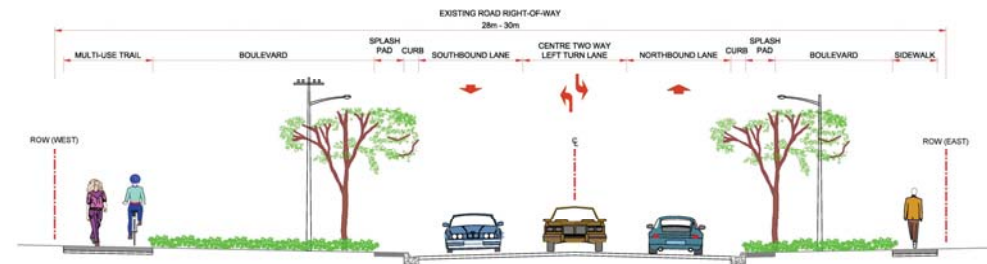 EXISTING ROAD RIGHT-OF-WAY
28m - 30m
MULTI-USE TRAIL
BOULEVARD
SPLASH
PAD
CURB
SOUTHBOUND LANE
CENTRE TWO WAY
LEFT TURN LANE
NORTHBOUND LANE
CURB
SPLASH
PAD
BOULEVARD
SIDEWALK
ROW (WEST)
ROW (EAST)
℄